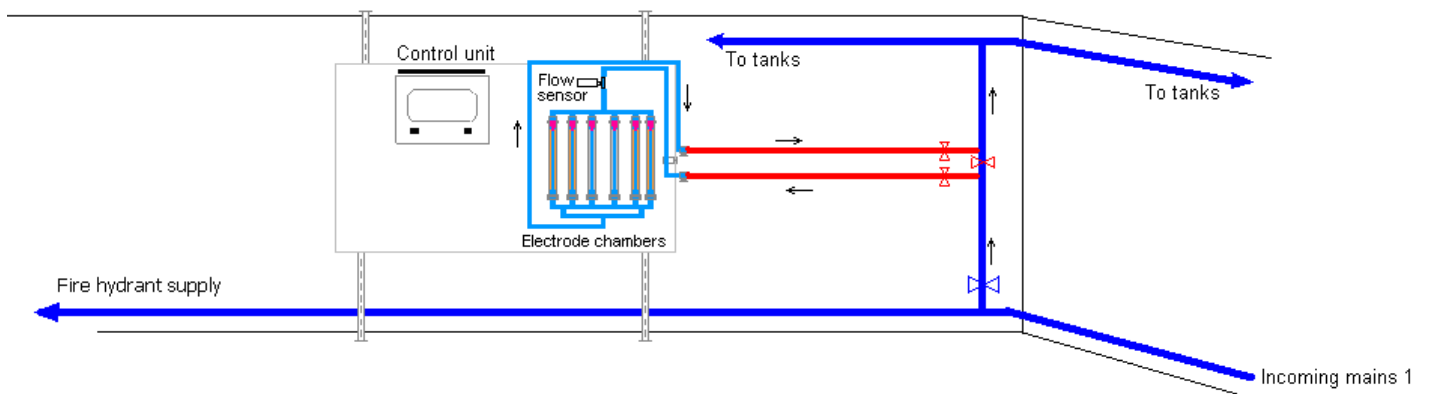 Control unit
To tanks
Flow
sensor
To tanks
Electrode chambers
Fire hydrant supply
Incoming mains 1